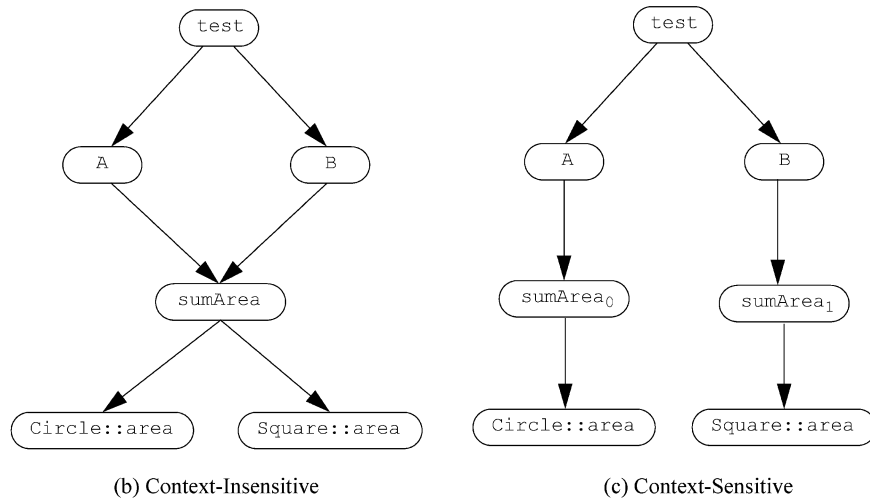 test
A
B
sumArea
Circle::area
Square::area
(b) Context-Insensitive
test
A
B
sumArea₀
sumArea₁
Circle::area
Square::area
(c) Context-Sensitive